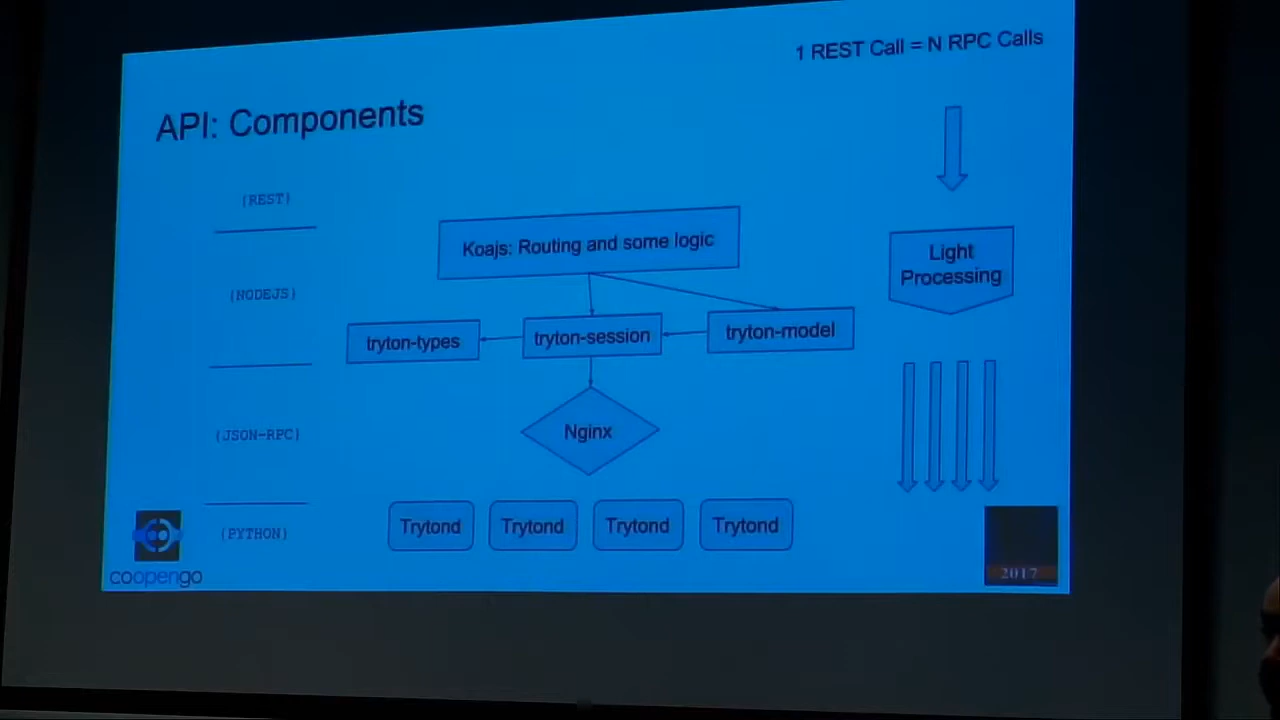 1 REST Call = N RPC Calls
API: Components
(REST)
Koajs: Routing and some logic
Light
Processing
(NODEJS)
tryton-types
tryton-session
tryton-model
(JSON-RPC)
Nginx
(PYTHON)
Trytond
Trytond
Trytond
Trytond
coopengo
2017